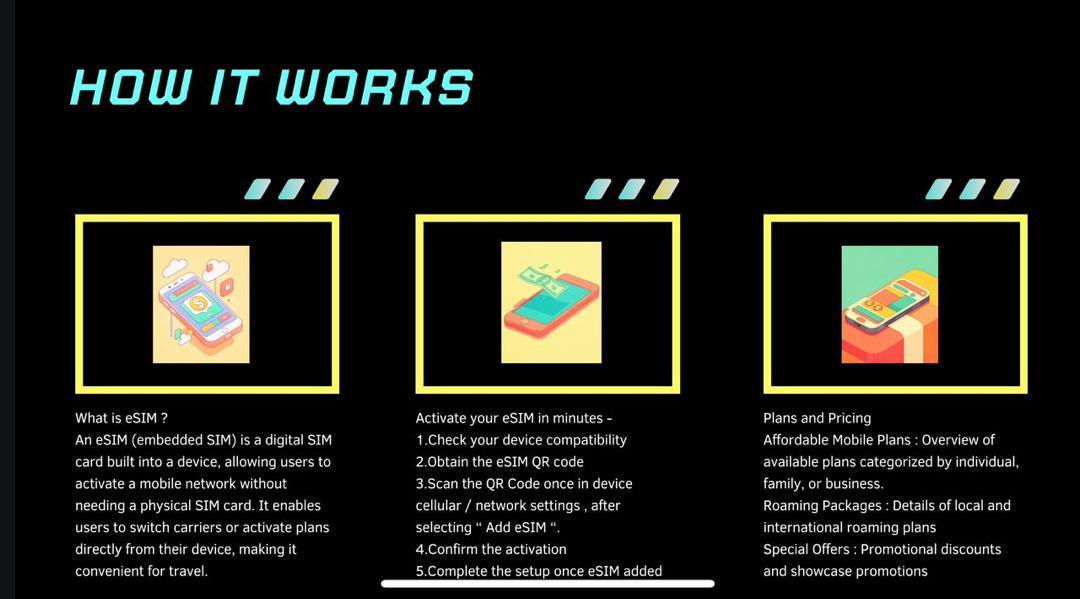 HOW IT WORKS
What is eSIM ?
An eSIM (embedded SIM) is a digital SIM
card built into a device, allowing users to
activate a mobile network without
needing a physical SIM card. It enables
users to switch carriers or activate plans
directly from their device, making it
convenient for travel.
Activate your eSIM in minutes -
1.Check your device compatibility
2.Obtain the eSIM QR code
3.Scan the QR Code once in device
cellular / network settings , after
selecting “ Add eSIM “.
4.Confirm the activation
5.Complete the setup once eSIM added
Plans and Pricing
Affordable Mobile Plans : Overview of
available plans categorized by individual,
family, or business.
Roaming Packages : Details of local and
international roaming plans
Special Offers : Promotional discounts
and showcase promotions